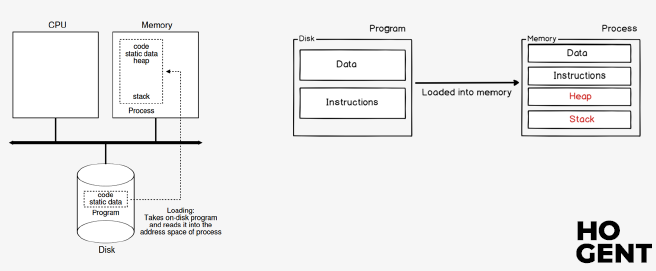 CPU
Memory
code
static data
heap
stack
Process
code
static data
Program
Disk
Loading:
Takes on-disk program
and reads it into the
address space of process
Program
Disk
Data
Instructions
Loaded into memory
Process
Memory
Data
Instructions
Heap
Stack
HO
GENT